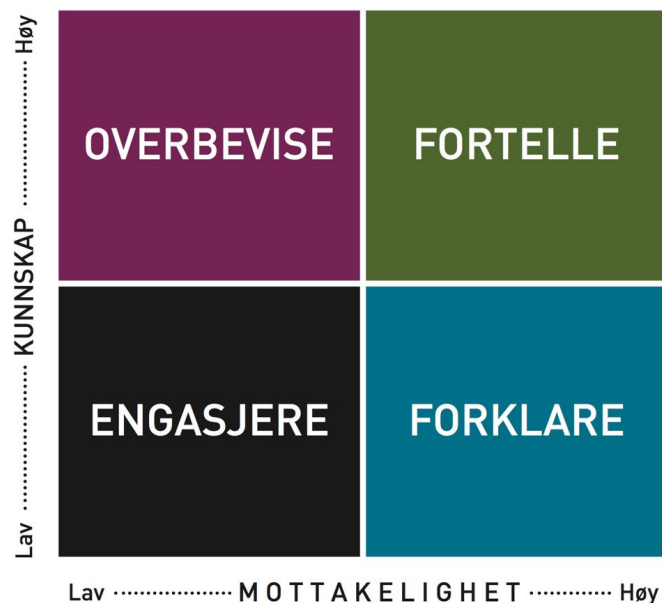 Lav ........ KUNNSKAP ........ Høy
OVERBEVISE
FORTELLE
ENGASJERE
FORKLARE
Lav ........ MOTTAKELIGHET ........ Høy